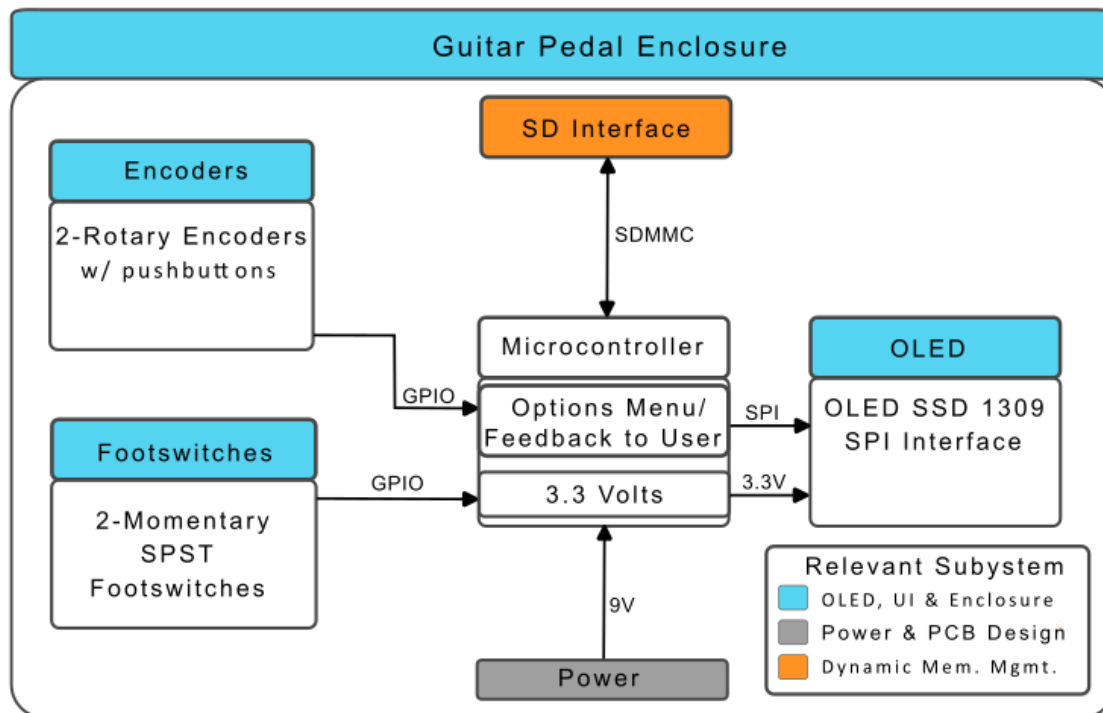 Guitar Pedal Enclosure
SD Interface
Encoders
2-Rotary Encoders
w/ pushbuttons
SDMMC
Microcontroller
OLED
GPIO
Options Menu/
Feedback to User
SPI
OLED SSD 1309
SPI Interface
Footswitches
GPIO
3.3 Volts
3.3V
2-Momentary
SPST
Footswitches
9V
Power
Relevant Subystem
OLED, UI & Enclosure
Power & PCB Design
Dynamic Mem. Mgmt.